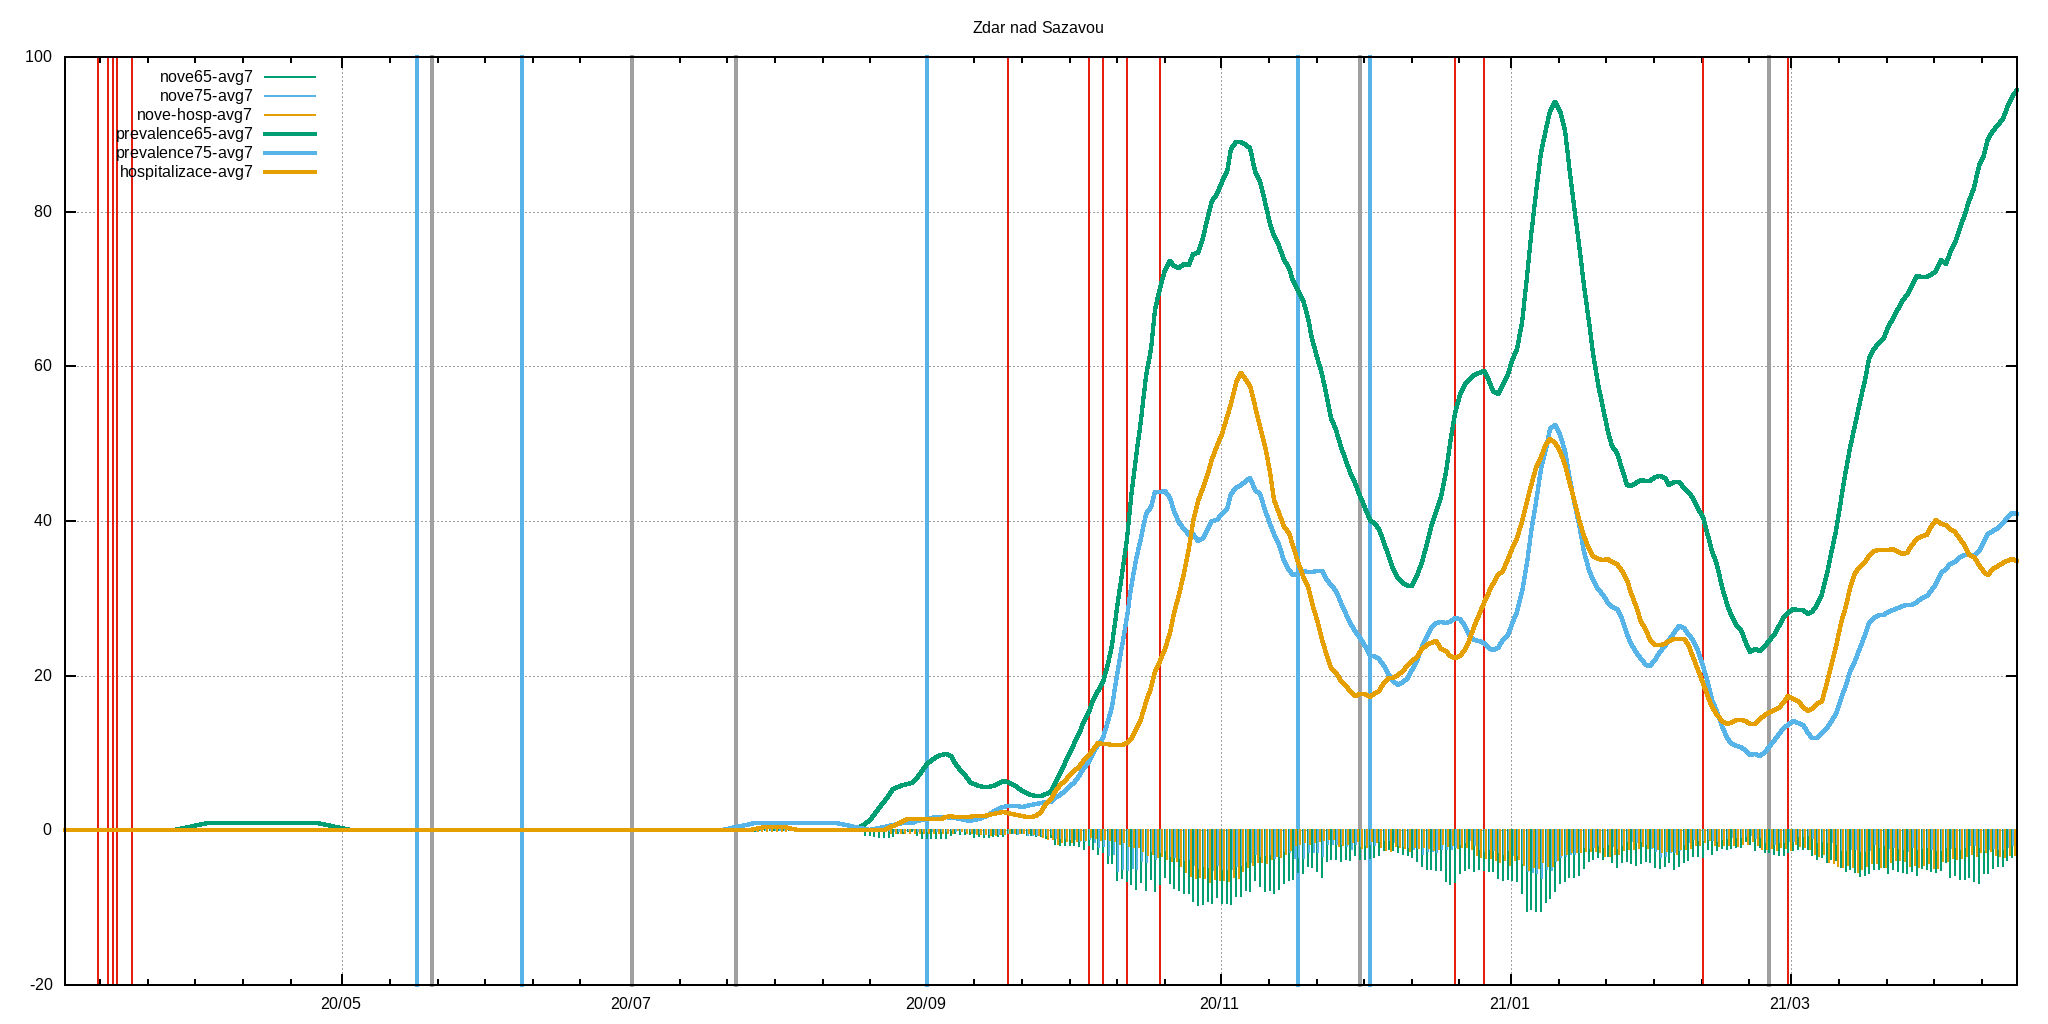 Zdar nad Sazavou
100
80
60
40
20
0
-20
nove65-avg7
nove75-avg7
nove-hosp-avg7
prevalence65-avg7
prevalence75-avg7
hospitalizace-avg7
20/05
20/07
20/09
20/11
21/01
21/03